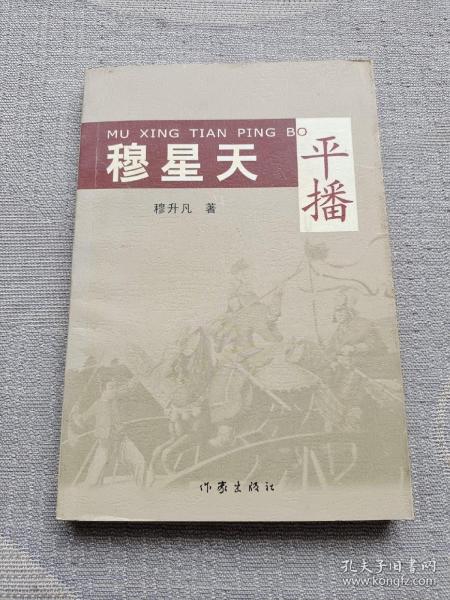 MU XING TIAN PING BO
穆星天
平播
穆升凡 著
作家出版社
孔夫子旧书网
www.kongfz.com